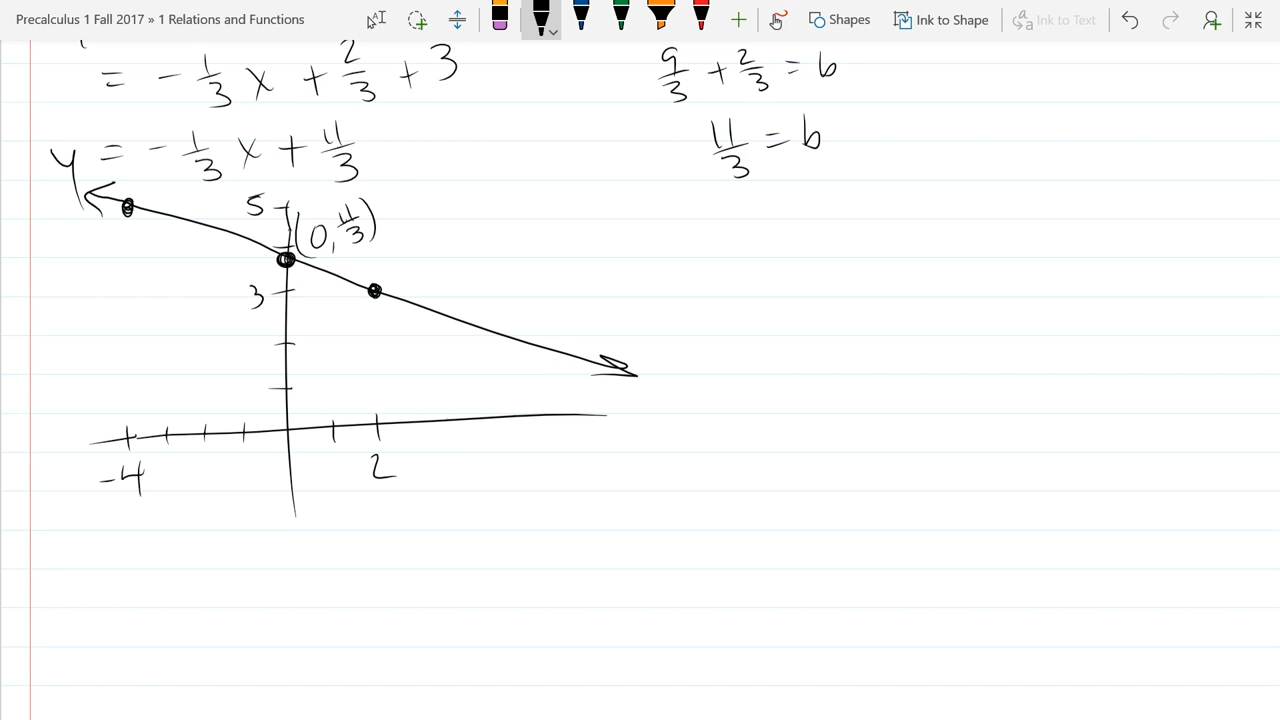 Precalculus 1 Fall 2017 » 1 Relations and Functions Shapes Ink to Shape Ink to Text
= - 1/3 x + 2/3 + 3
9/3 + 2/3 = b
y = - 1/3 x + 11/3
11/3 = b
5
(0, 11/3)
3
-4
2